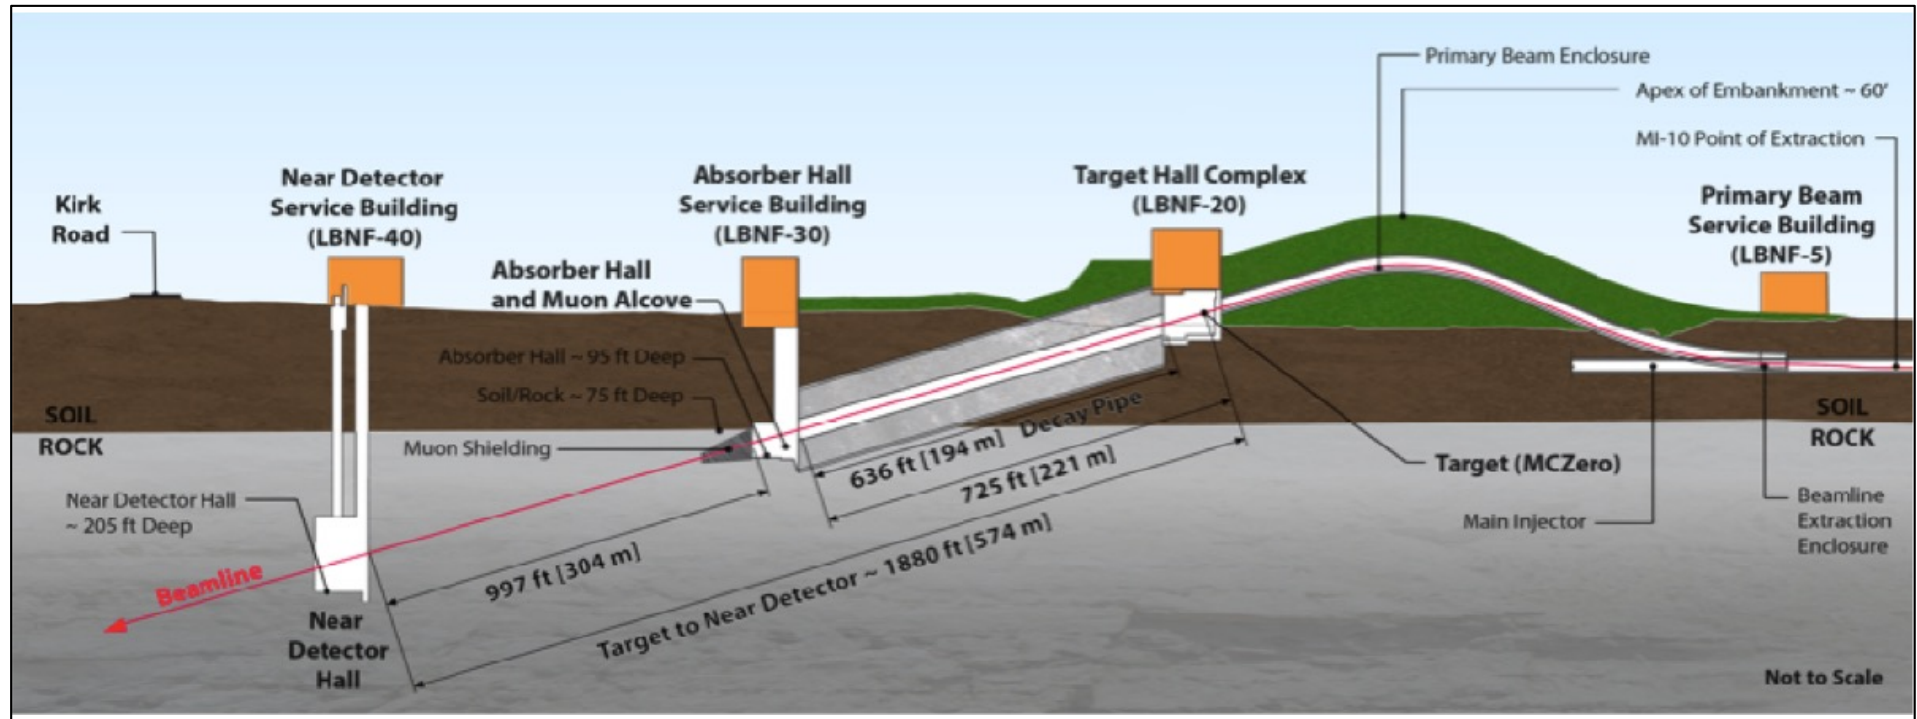 Primary Beam Enclosure
Apex of Embankment ~ 60'
MI-10 Point of Extraction
Kirk
Road
Near Detector
Service Building
(LBNF-40)
Absorber Hall
Service Building
(LBNF-30)
Target Hall Complex
(LBNF-20)
Primary Beam
Service Building
(LBNF-5)
Absorber Hall
and Muon Alcove
Absorber Hall ~ 95 ft Deep
Soil/Rock ~ 75 ft Deep
SOIL
ROCK
Muon Shielding
SOIL
ROCK
636 ft [194 m] Decay Pipe
725 ft [221 m]
Target (MCZero)
Near Detector Hall
~ 205 ft Deep
Main Injector
Beamline
Extraction
Enclosure
997 ft [304 m]
Target to Near Detector ~ 1880 ft [574 m]
Beamline
Near
Detector
Hall
Not to Scale